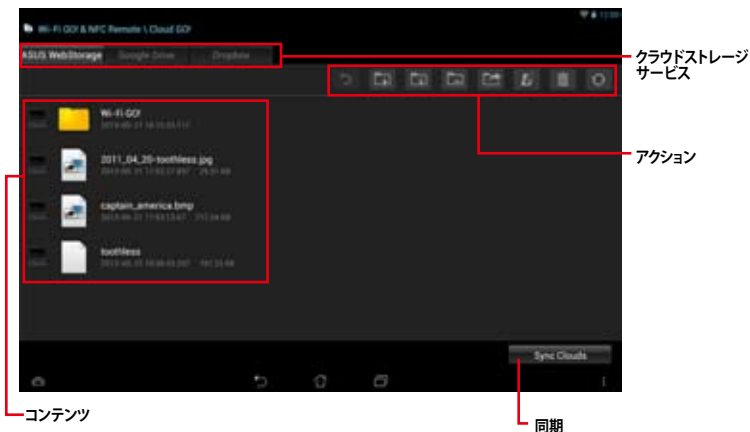 Wi-Fi GO! & NFC Remote \ Cloud GO!
12:00
ASUS WebStorage Google Drive Dropbox
クラウドストレージ
サービス
アクション
Wi-Fi GO!
2011_04_20-toothless.jpg
captain_america.bmp
toothless
Sync Clouds
コンテンツ
同期